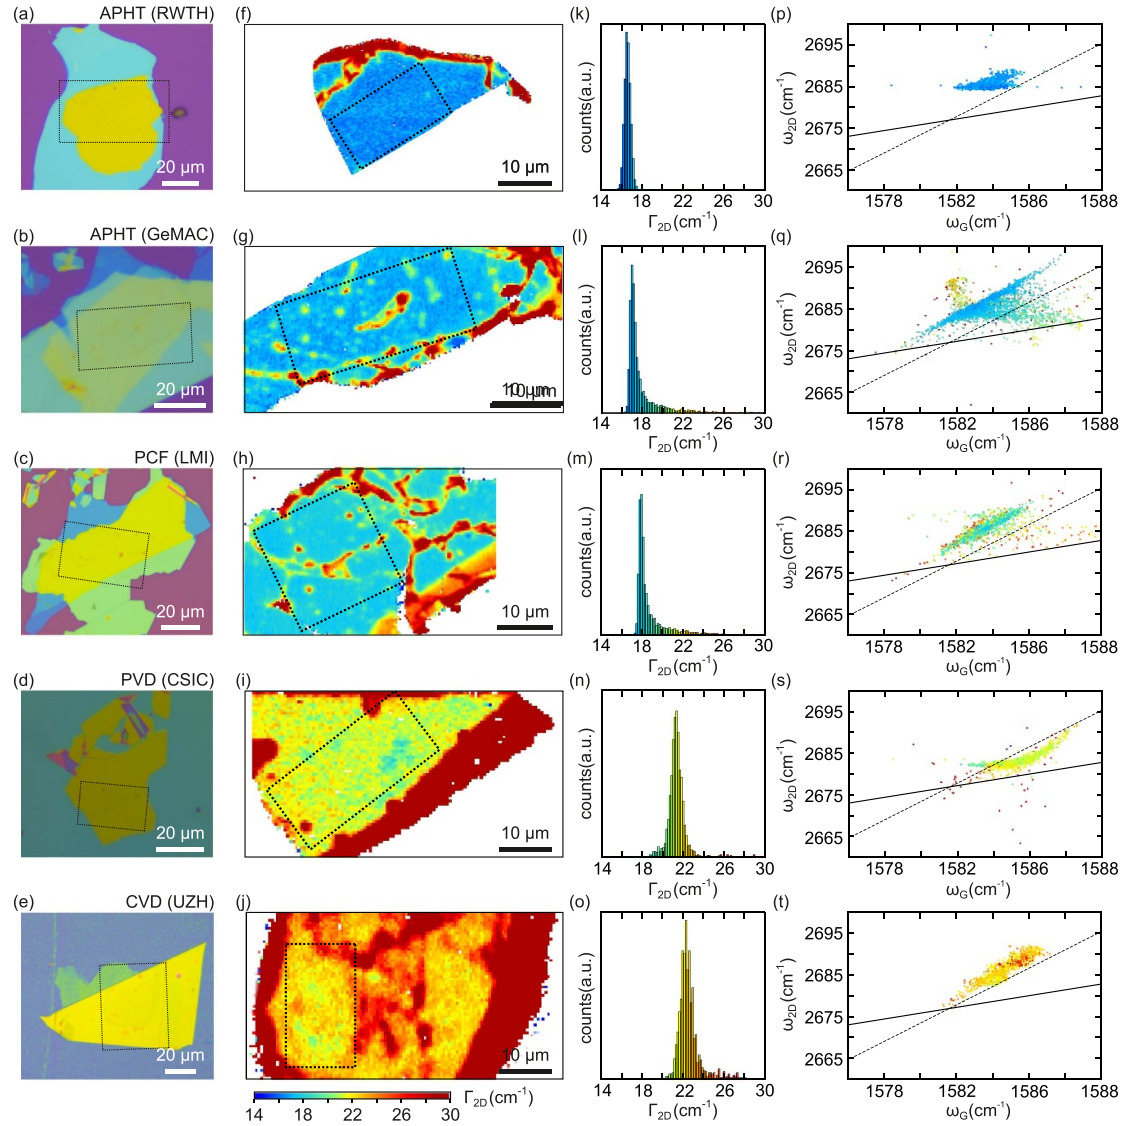 (a) APHT (RWTH) (f) (k) (p)
20 µm
10 µm
counts(a.u.)
14 18 22 26 30
Γ2D(cm-1)
ω2D(cm-1)
2695
2685
2675
2665
1578 1582 1586 1588
ωG(cm-1)
(b) APHT (GeMAC) (g) (l) (q)
20 µm
10 µm
10 µm
counts(a.u.)
14 18 22 26 30
Γ2D(cm-1)
ω2D(cm-1)
2695
2685
2675
2665
1578 1582 1586 1588
ωG(cm-1)
(c) PCF (LMI) (h) (m) (r)
20 µm
10 µm
counts(a.u.)
14 18 22 26 30
Γ2D(cm-1)
ω2D(cm-1)
2695
2685
2675
2665
1578 1582 1586 1588
ωG(cm-1)
(d) PVD (CSIC) (i) (n) (s)
20 µm
10 µm
counts(a.u.)
14 18 22 26 30
Γ2D(cm-1)
ω2D(cm-1)
2695
2685
2675
2665
1578 1582 1586 1588
ωG(cm-1)
(e) CVD (UZH) (j) (o) (t)
20 µm
10 µm
counts(a.u.)
14 18 22 26 30
Γ2D(cm-1)
ω2D(cm-1)
2695
2685
2675
2665
1578 1582 1586 1588
ωG(cm-1)
Γ2D(cm-1)
14 18 22 26 30